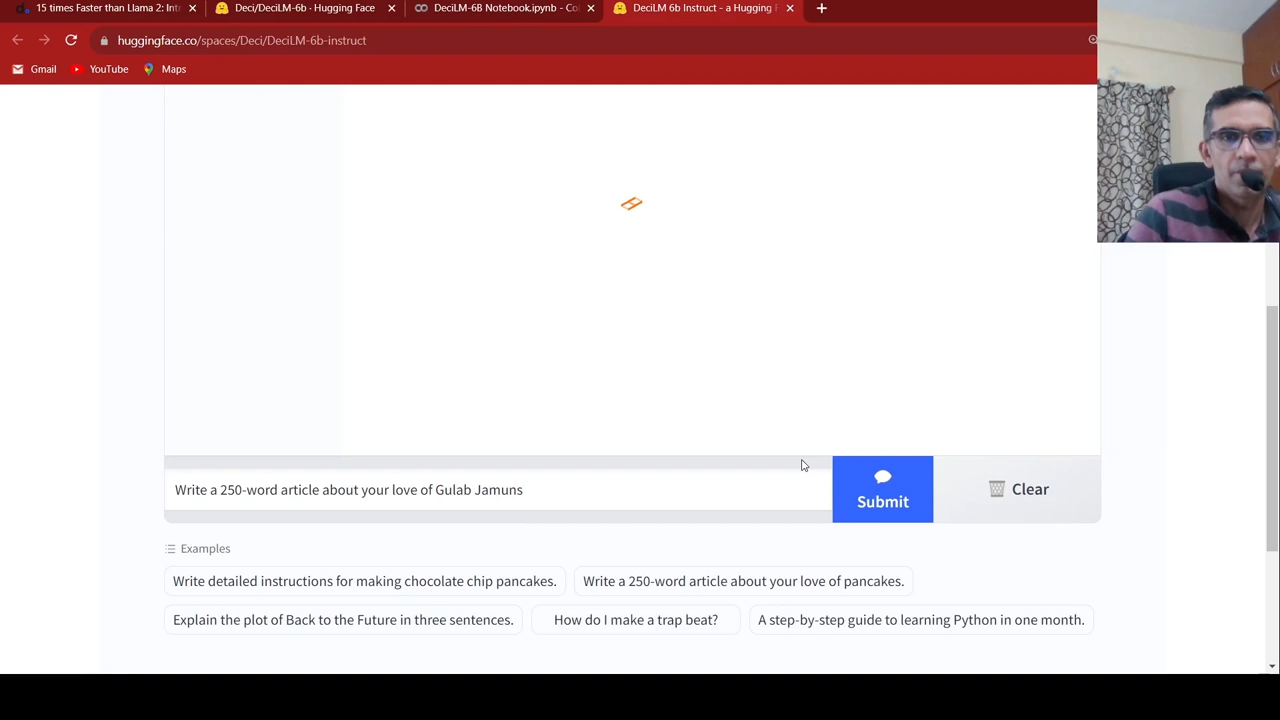 15 times Faster than Llama 2: Int
Deci/DeciLM-6b · Hugging Face
DeciLM-6B Notebook.ipynb - Co
DeciLM 6b Instruct - a Hugging F
huggingface.co/spaces/Deci/DeciLM-6b-instruct
Gmail
YouTube
Maps
Write a 250-word article about your love of Gulab Jamuns
Submit
Clear
Examples
Write detailed instructions for making chocolate chip pancakes.
Write a 250-word article about your love of pancakes.
Explain the plot of Back to the Future in three sentences.
How do I make a trap beat?
A step-by-step guide to learning Python in one month.